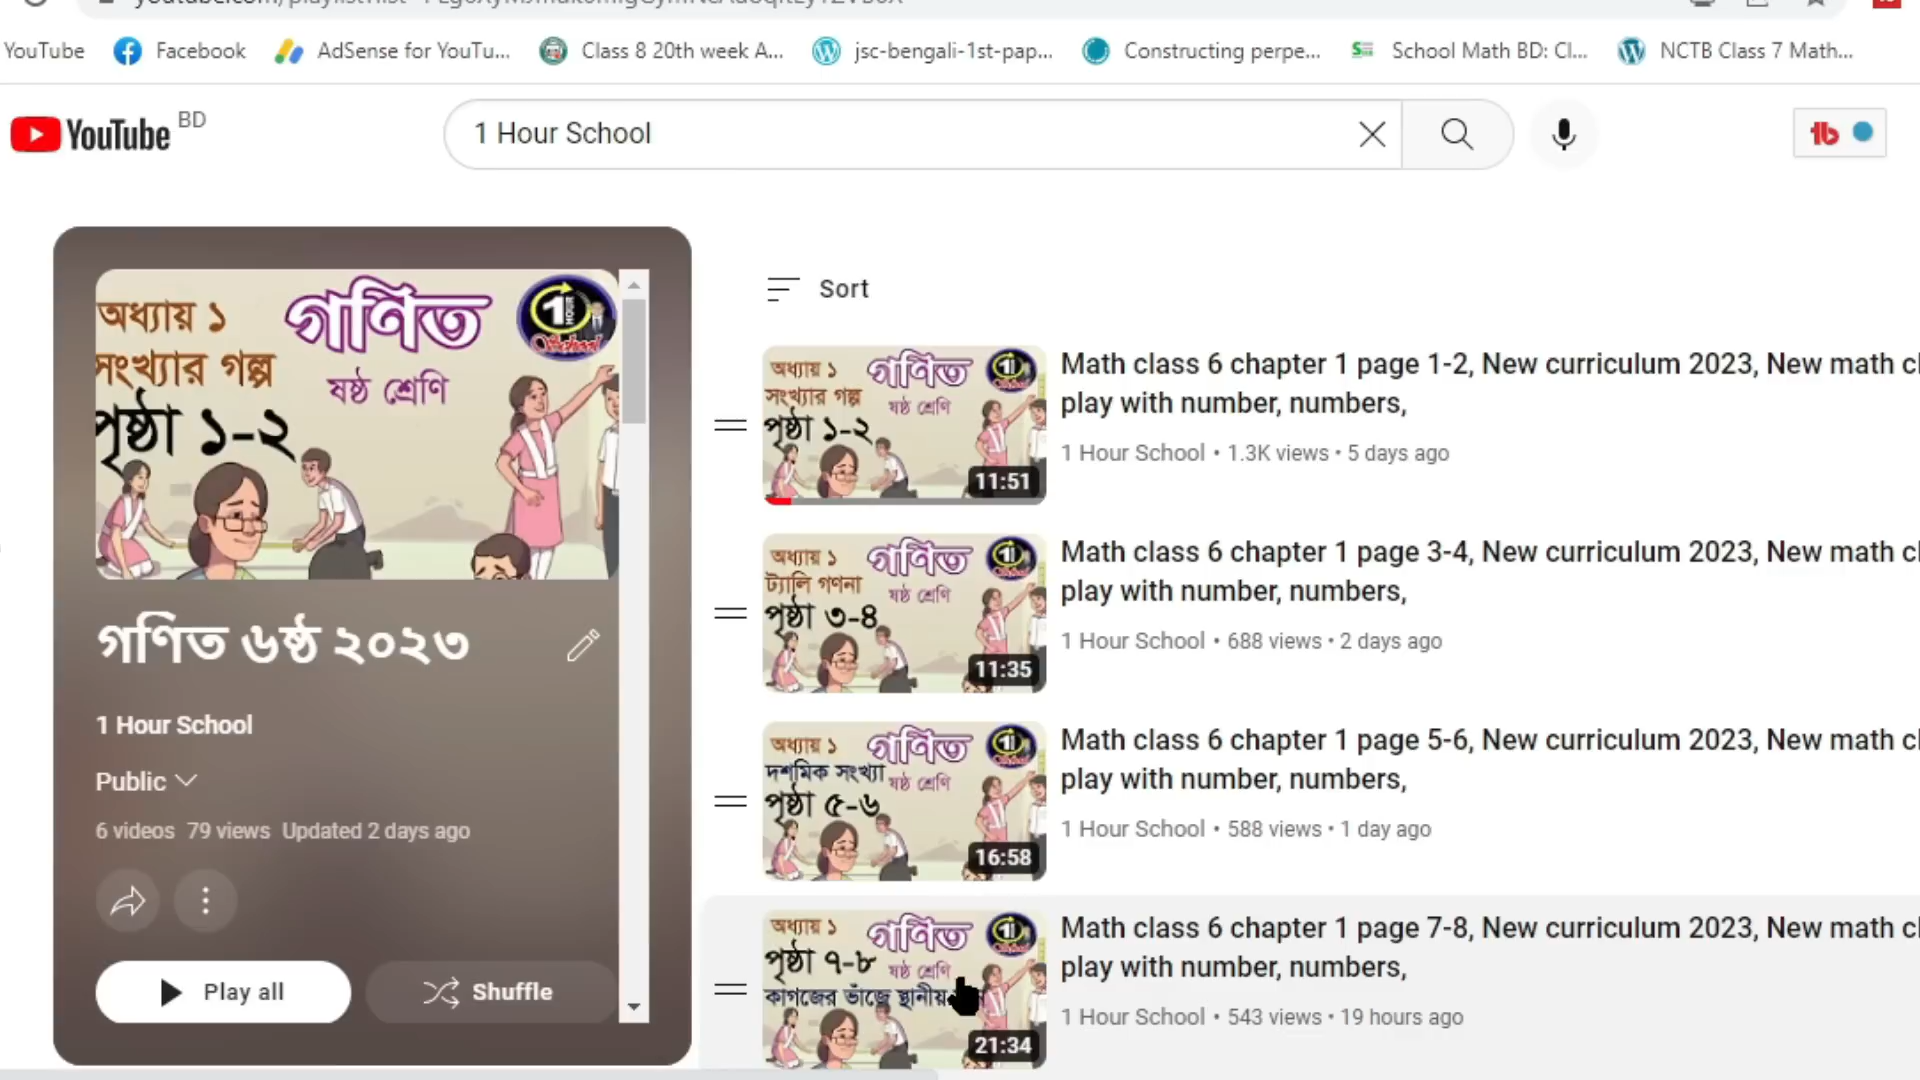 YouTube Facebook AdSense for YouTu... Class 8 20th week A... jsc-bengali-1st-pap... Constructing perpe... School Math BD: Cl... NCTB Class 7 Math...
YouTube BD
1 Hour School
Sort
অধ্যায় ১
গণিত
সংখ্যার গল্প
ষষ্ঠ শ্রেণি
পৃষ্ঠা ১-২
গণিত ৬ষ্ঠ ২০২৩
1 Hour School
Public
6 videos 79 views Updated 2 days ago
Play all
Shuffle
অধ্যায় ১
গণিত
সংখ্যার গল্প
ষষ্ঠ শ্রেণি
পৃষ্ঠা ১-২
11:51
Math class 6 chapter 1 page 1-2, New curriculum 2023, New math cl
play with number, numbers,
1 Hour School • 1.3K views • 5 days ago
অধ্যায় ১
গণিত
ট্যালি গণনা
ষষ্ঠ শ্রেণি
পৃষ্ঠা ৩-৪
11:35
Math class 6 chapter 1 page 3-4, New curriculum 2023, New math cl
play with number, numbers,
1 Hour School • 688 views • 2 days ago
অধ্যায় ১
গণিত
দশমিক সংখ্যা
ষষ্ঠ শ্রেণি
পৃষ্ঠা ৫-৬
16:58
Math class 6 chapter 1 page 5-6, New curriculum 2023, New math cl
play with number, numbers,
1 Hour School • 588 views • 1 day ago
অধ্যায় ১
গণিত
পৃষ্ঠা ৭-৮
ষষ্ঠ শ্রেণি
কাগজের ভাঁজে স্থানীয়
21:34
Math class 6 chapter 1 page 7-8, New curriculum 2023, New math cl
play with number, numbers,
1 Hour School • 543 views • 19 hours ago